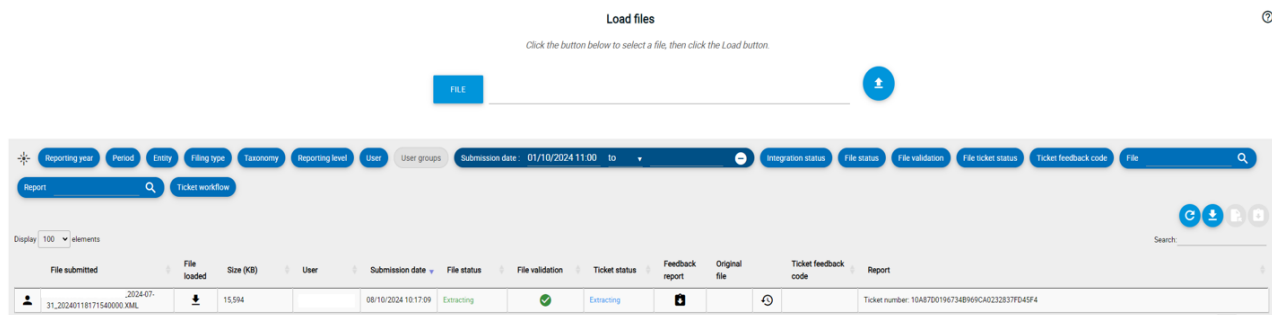 Load files
Click the button below to select a file, then click the Load button.
FILE
Reporting year Period Entity Filing type Taxonomy Reporting level User User groups Submission date : 01/10/2024 11:00 to Integration status File status File validation File ticket status Ticket feedback code File
Report Ticket workflow
Display 100 elements Search:
File submitted File loaded Size (KB) User Submission date File status File validation Ticket status Feedback report Original file Ticket feedback code Report
_2024-07-
31_20240118171540000.XML 15,594 08/10/2024 10:17:09 Extracting Extracting Ticket number: 10A87D0196734B969CA0232837FD45F4